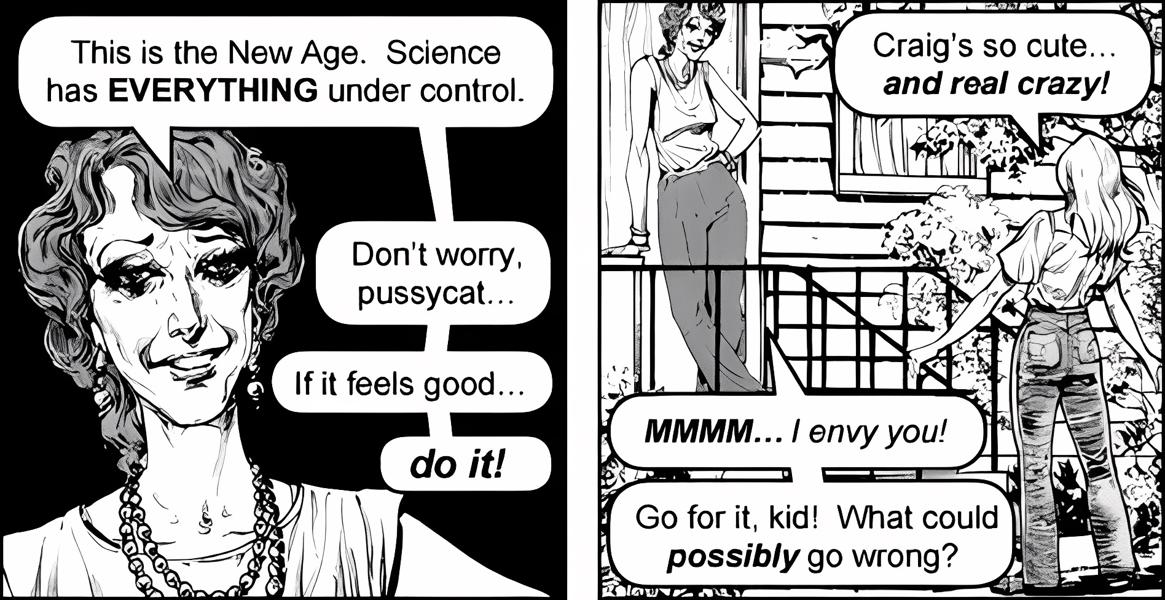 This is the New Age.  Science
has EVERYTHING under control.
Don't worry,
pussycat...
If it feels good...
do it!
Craig's so cute...
and real crazy!
MMMM... I envy you!
Go for it, kid!  What could
possibly go wrong?